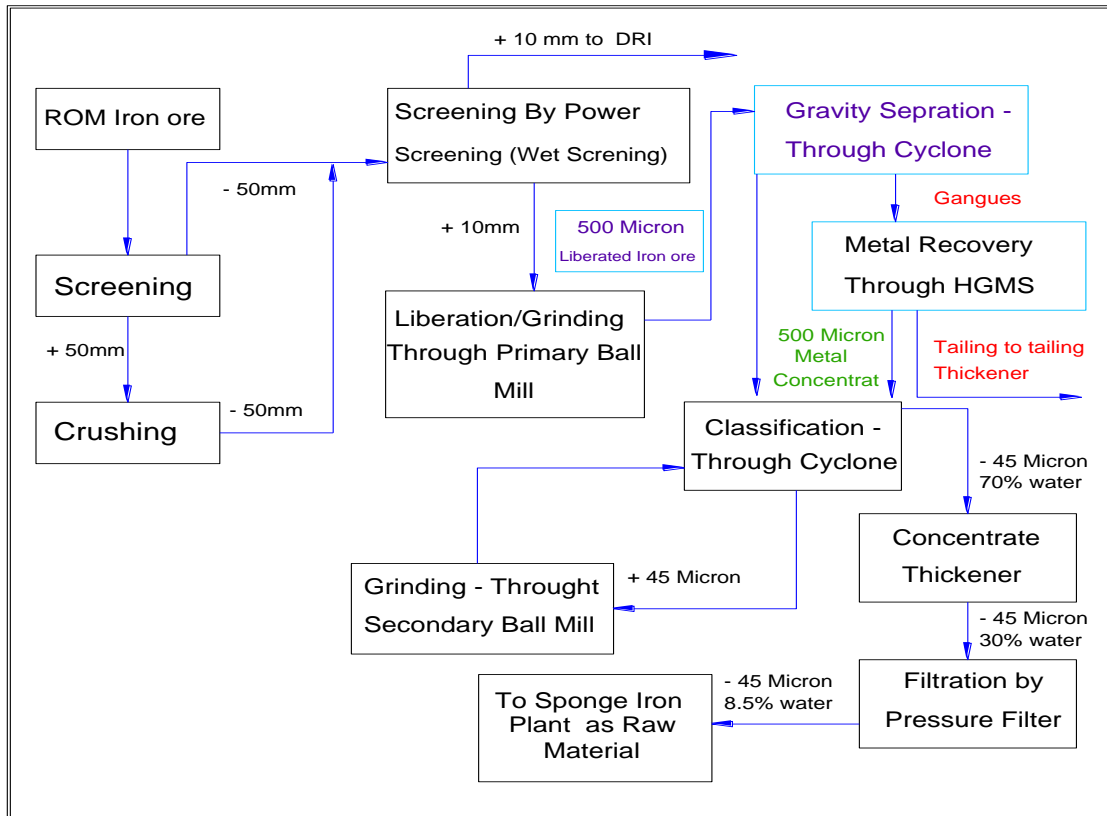 + 10 mm to DRI
ROM Iron ore
Screening By Power
Screening (Wet Screning)
Gravity Sepration -
Through Cyclone
- 50mm
Gangues
+ 10mm
500 Micron
Liberated Iron ore
Metal Recovery
Through HGMS
Screening
Liberation/Grinding
Through Primary Ball
Mill
+ 50mm
500 Micron
Metal
Concentrat
Tailing to tailing
Thickener
- 50mm
Crushing
Classification -
Through Cyclone
- 45 Micron
70% water
Concentrate
Thickener
+ 45 Micron
Grinding - Throught
Secondary Ball Mill
- 45 Micron
30% water
Filtration by
Pressure Filter
- 45 Micron
8.5% water
To Sponge Iron
Plant as Raw
Material